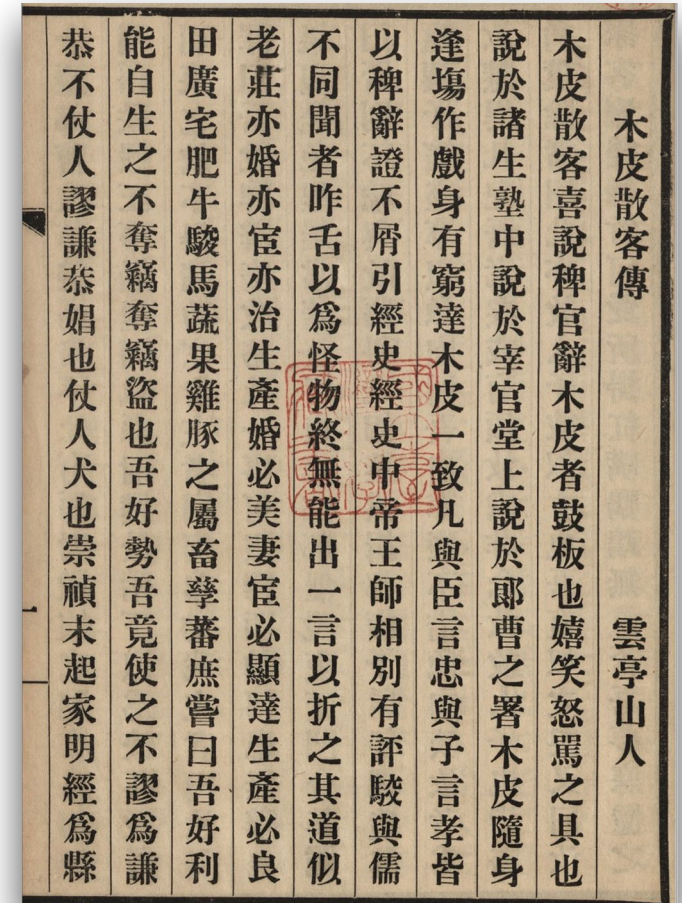 木皮散客傳　雲亭山人
木皮散客喜說稗官辭木皮者鼓板也嬉笑怒罵之具也
說於諸生塾中說於宰官堂上說於郎曹之署木皮隨身
逢塲作戲身有窮達木皮一致凡與臣言忠與子言孝皆
以稗辭證不屑引經史經史中帝王師相別有評駮與儒
不同聞者咋舌以爲怪物終無能出一言以折之其道似
老莊亦婚亦宦亦治生產婚必美妻宦必顯達生產必良
田廣宅肥牛駿馬蔬果雞豚之屬畜孳蕃庶嘗曰吾好利
能自生之不奪竊奪竊盜也吾好勢吾竟使之不謬爲謙
恭不仗人謬謙恭娼也仗人犬也崇禎末起家明經爲縣
一